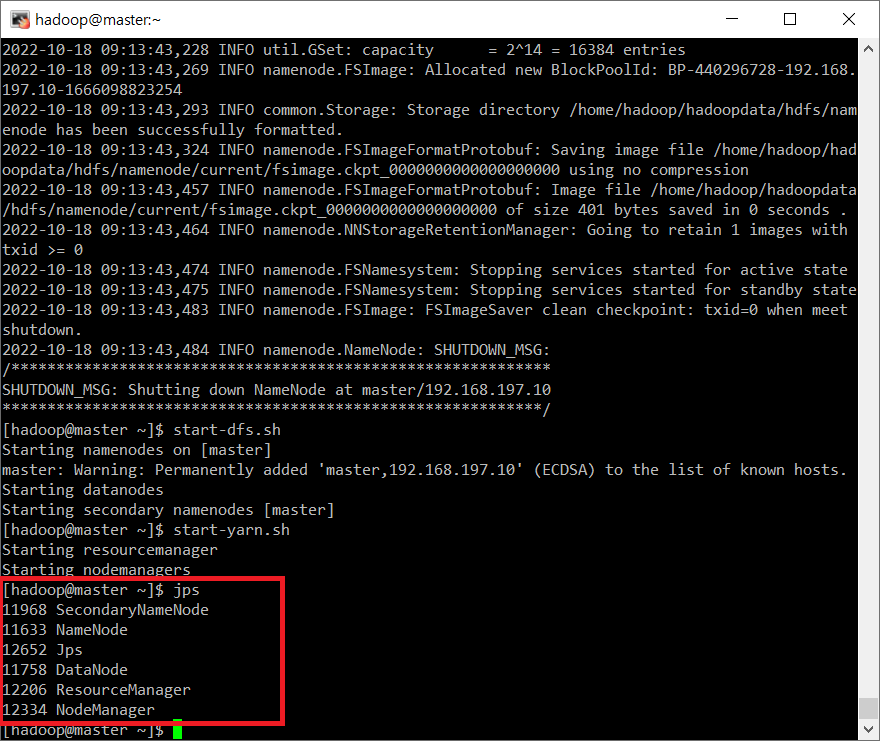 hadoop@master:~
2022-10-18 09:13:43,228 INFO util.GSet: capacity      = 2^14 = 16384 entries
2022-10-18 09:13:43,269 INFO namenode.FSImage: Allocated new BlockPoolId: BP-440296728-192.168.
197.10-1666098823254
2022-10-18 09:13:43,293 INFO common.Storage: Storage directory /home/hadoop/hadoopdata/hdfs/nam
enode has been successfully formatted.
2022-10-18 09:13:43,324 INFO namenode.FSImageFormatProtobuf: Saving image file /home/hadoop/had
oopdata/hdfs/namenode/current/fsimage.ckpt_0000000000000000000 using no compression
2022-10-18 09:13:43,457 INFO namenode.FSImageFormatProtobuf: Image file /home/hadoop/hadoopdata
/hdfs/namenode/current/fsimage.ckpt_0000000000000000000 of size 401 bytes saved in 0 seconds .
2022-10-18 09:13:43,464 INFO namenode.NNStorageRetentionManager: Going to retain 1 images with
txid >= 0
2022-10-18 09:13:43,474 INFO namenode.FSNamesystem: Stopping services started for active state
2022-10-18 09:13:43,475 INFO namenode.FSNamesystem: Stopping services started for standby state
2022-10-18 09:13:43,483 INFO namenode.FSImage: FSImageSaver clean checkpoint: txid=0 when meet
shutdown.
2022-10-18 09:13:43,484 INFO namenode.NameNode: SHUTDOWN_MSG:
/************************************************************
SHUTDOWN_MSG: Shutting down NameNode at master/192.168.197.10
************************************************************/
[hadoop@master ~]$ start-dfs.sh
Starting namenodes on [master]
master: Warning: Permanently added 'master,192.168.197.10' (ECDSA) to the list of known hosts.
Starting datanodes
Starting secondary namenodes [master]
[hadoop@master ~]$ start-yarn.sh
Starting resourcemanager
Starting nodemanagers
[hadoop@master ~]$ jps
11968 SecondaryNameNode
11633 NameNode
12652 Jps
11758 DataNode
12206 ResourceManager
12334 NodeManager
[hadoop@master ~]$